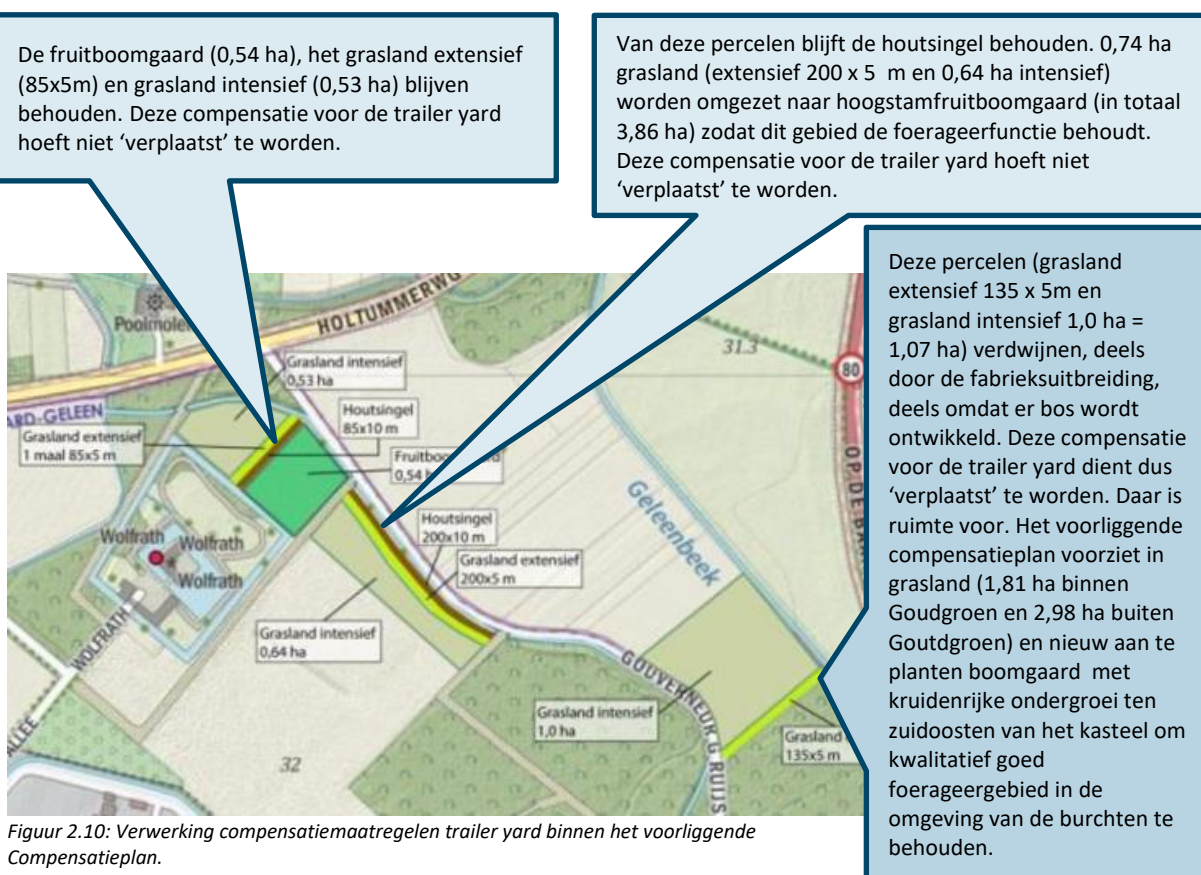 De fruitboomgaard (0,54 ha), het grasland extensief
(85x5m) en grasland intensief (0,53 ha) blijven
behouden. Deze compensatie voor de trailer yard
hoeft niet ‘verplaatst’ te worden.
Van deze percelen blijft de houtsingel behouden. 0,74 ha
grasland (extensief 200 x 5 m en 0,64 ha intensief)
worden omgezet naar hoogstamfruitboomgaard (in totaal
3,86 ha) zodat dit gebied de foerageerfunctie behoudt.
Deze compensatie voor de trailer yard hoeft niet
‘verplaatst’ te worden.
Deze percelen (grasland
extensief 135 x 5m en
grasland intensief 1,0 ha =
1,07 ha) verdwijnen, deels
door de fabrieksuitbreiding,
deels omdat er bos wordt
ontwikkeld. Deze compensatie
voor de trailer yard dient dus
‘verplaatst’ te worden. Daar is
ruimte voor. Het voorliggende
compensatieplan voorziet in
grasland (1,81 ha binnen
Goudgroen en 2,98 ha buiten
Goutdgroen) en nieuw aan te
planten boomgaard met
kruidenrijke ondergroei ten
zuidoosten van het kasteel om
kwalitatief goed
foerageergebied in de
omgeving van de burchten te
behouden.
Poolmolen
HOLTUMMERWG
31.3
80
Grasland intensief
0,53 ha
ARD-GELEEN
Houtsingel
85x10 m
Grasland extensief
1 maal 85x5 m
0,54
OP DE BA
Geleenbeek
Houtsingel
200x10 m
Wolfrath
Wolfrath
Wolfrath
Grasland extensief
200x5 m
Grasland intensief
0,64 ha
WOLFRATH
GOUVERNEUR G RUIJS
ALLEE
Grasland intensief
1,0 ha
Grasland
135x5 m
32
Figuur 2.10: Verwerking compensatiemaatregelen trailer yard binnen het voorliggende
Compensatieplan.